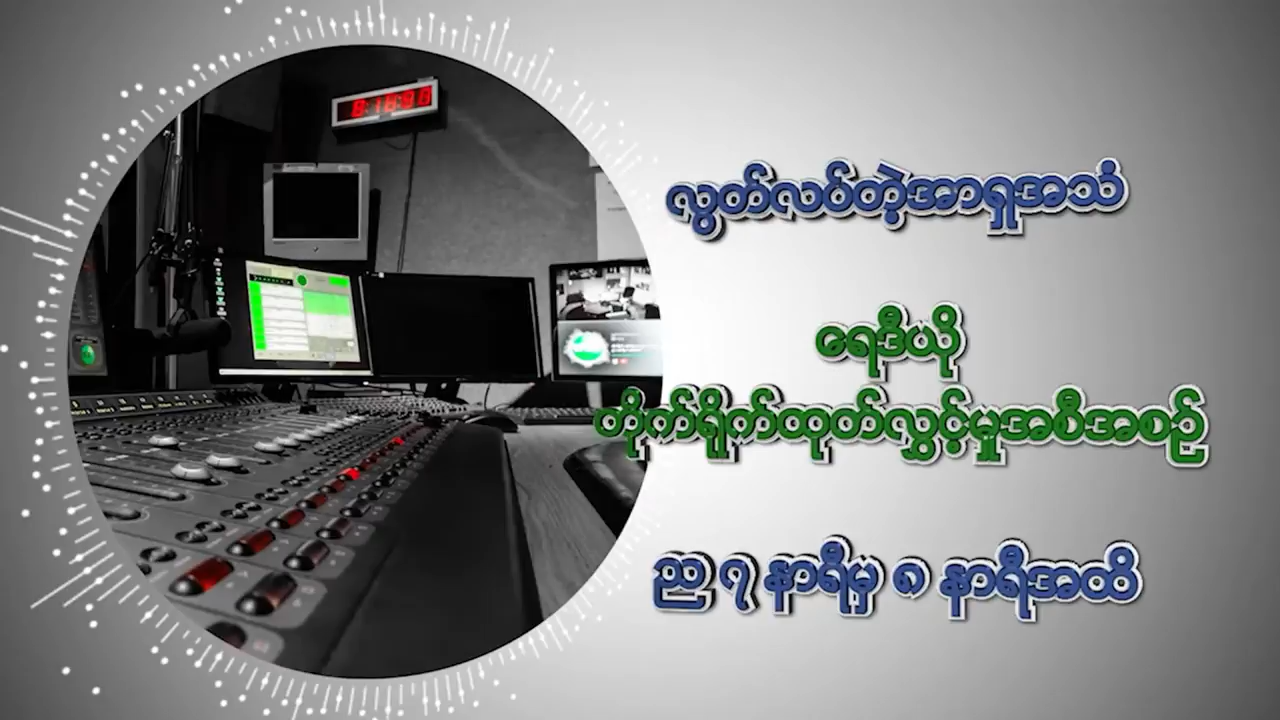 လွတ်လပ်တဲ့အာရှအသံ
ရေဒီယို
တိုက်ရိုက်ထုတ်လွှင့်မှုအစီအစဉ်
ည ၇ နာရီမှ ၈ နာရီအထိ